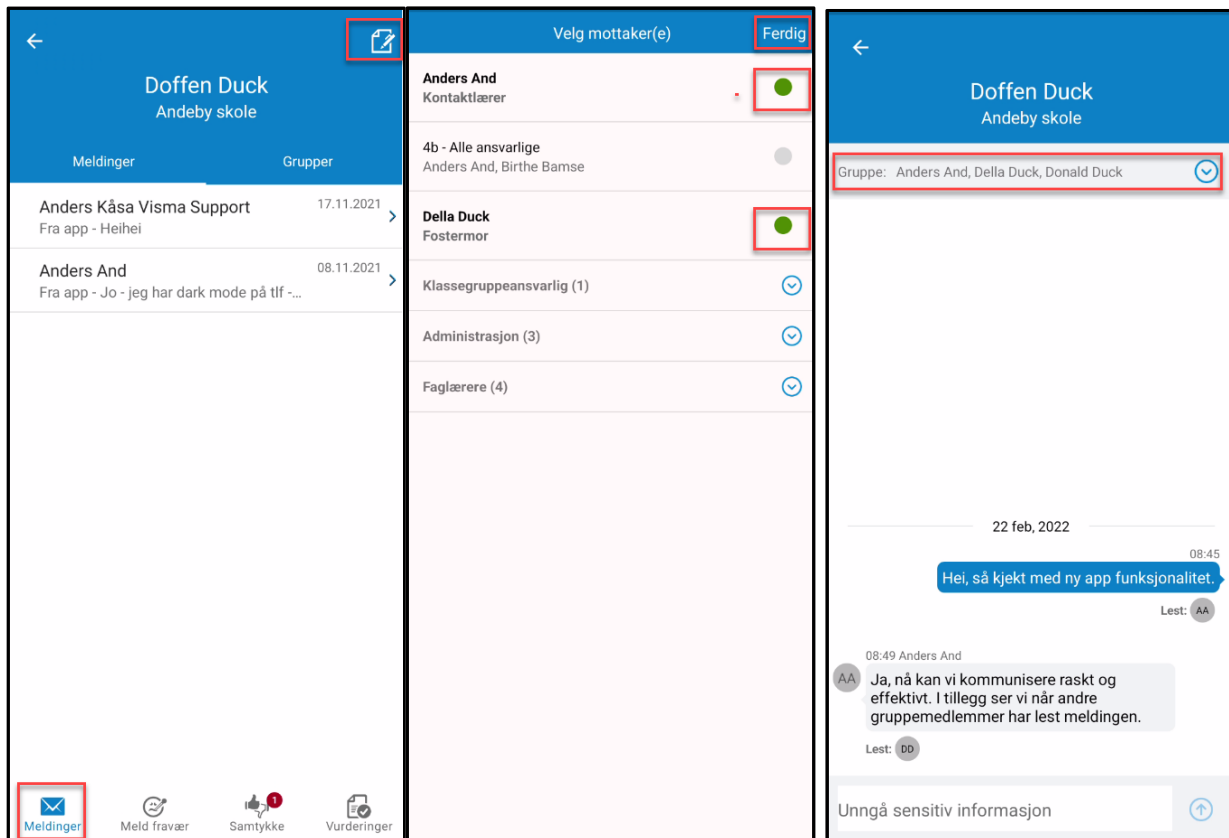 Doffen Duck
Andeby skole
Meldinger
Grupper
Anders Kåsa Visma Support
17.11.2021
Fra app - Heihei
Anders And
08.11.2021
Fra app - Jo - jeg har dark mode på tlf -...
Meldinger
Meld fravær
1
Samtykke
Vurderinger
Velg mottaker(e)
Ferdig
Anders And
Kontaktlærer
4b - Alle ansvarlige
Anders And, Birthe Bamse
Della Duck
Fostermor
Klassegruppeansvarlig (1)
Administrasjon (3)
Faglærere (4)
Doffen Duck
Andeby skole
Gruppe: Anders And, Della Duck, Donald Duck
22 feb, 2022
08:45
Hei, så kjekt med ny app funksjonalitet.
Lest: AA
08:49 Anders And
AA
Ja, nå kan vi kommunisere raskt og
effektivt. I tillegg ser vi når andre
gruppemedlemmer har lest meldingen.
Lest: DD
Unngå sensitiv informasjon